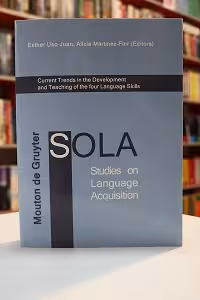 Esther Usó-Juan, Alicia Martínez-Flor (Editors)
Current Trends in the Development
and Teaching of the four Language Skills
Mouton de Gruyter
SOLA
Studies on
Language
Acquisition